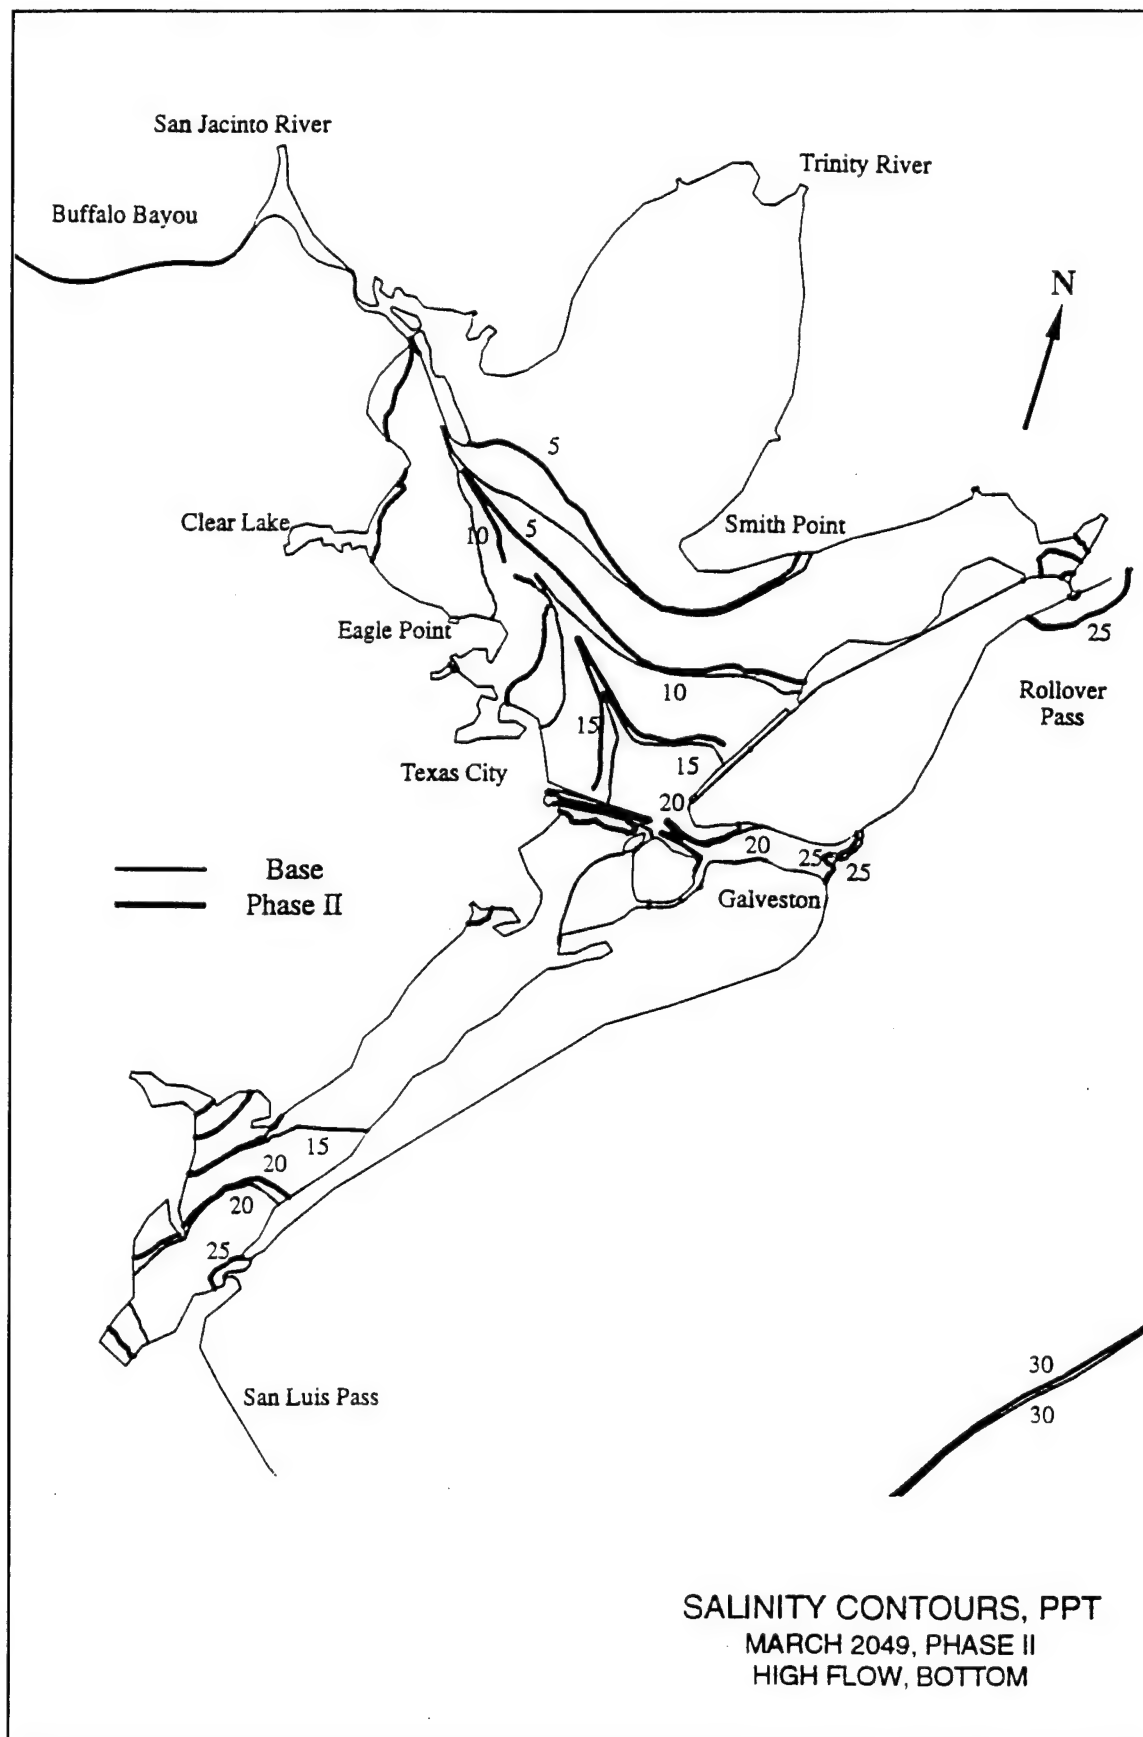 San Jacinto River
Trinity River
Buffalo Bayou
N
5
Clear Lake
10
5
Smith Point
Eagle Point
25
10
Rollover
Pass
15
15
Texas City
20
20
25
25
Base
Phase II
Galveston
15
20
20
25
San Luis Pass
30
30
SALINITY CONTOURS, PPT
MARCH 2049, PHASE II
HIGH FLOW, BOTTOM